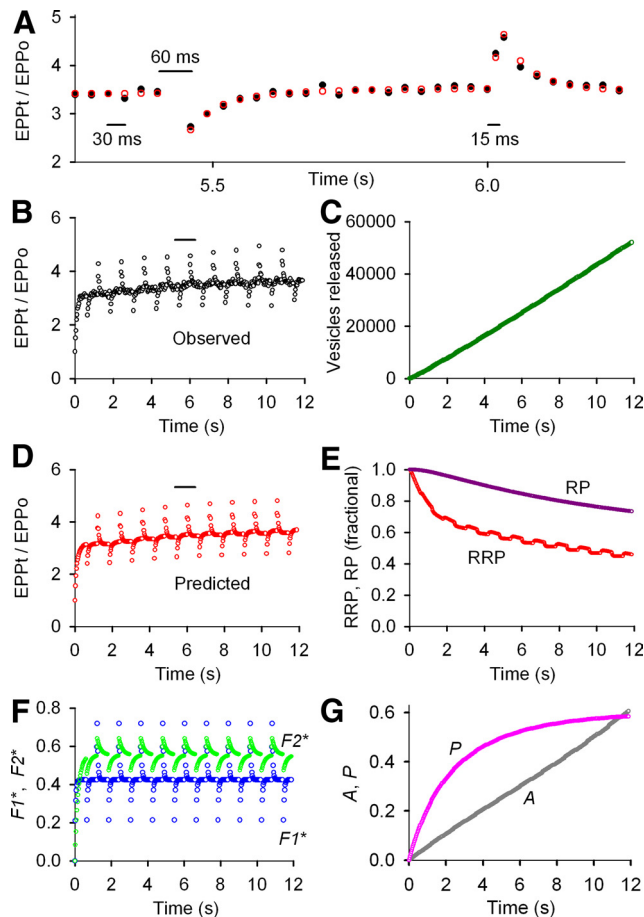 A
EPPt / EPPo
5
4
3
2
60 ms
30 ms
15 ms
5.5
Time (s)
6.0
B
EPPt / EPPo
6
4
2
0
Observed
0 2 4 6 8 10 12
Time (s)
C
Vesicles released
60000
40000
20000
0
0 2 4 6 8 10 12
Time (s)
D
EPPt / EPPo
6
4
2
0
Predicted
0 2 4 6 8 10 12
Time (s)
E
RRP, RP (fractional)
1.0
0.8
0.6
0.4
0.2
0.0
RP
RRP
0 2 4 6 8 10 12
Time (s)
F
F1*, F2*
0.8
0.6
0.4
0.2
0.0
F2*
F1*
0 2 4 6 8 10 12
Time (s)
G
A, P
0.6
0.4
0.2
0.0
P
A
0 2 4 6 8 10 12
Time (s)